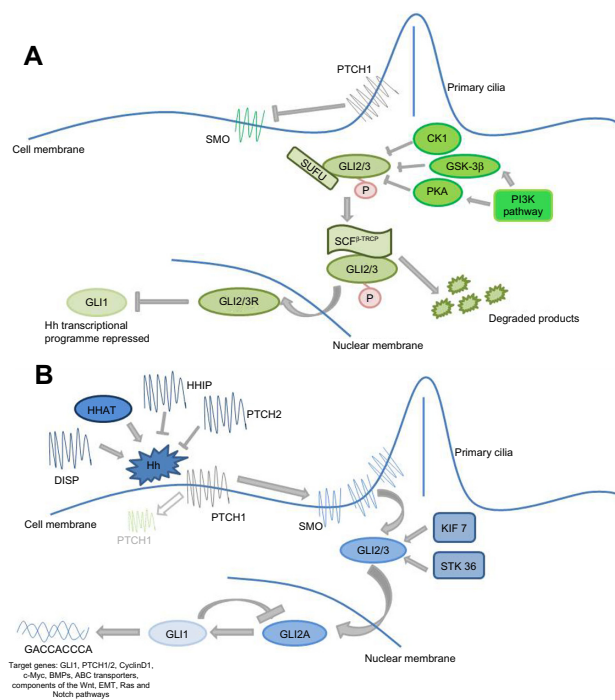 A
PTCH1
Primary cilia
SMO
Cell membrane
CK1
GLI2/3
GSK-3β
SUFU
P
PKA
PI3K
pathway
SCFβ-TRCP
GLI2/3
GLI1
GLI2/3R
P
Hh transcriptional
programme repressed
Degraded products
Nuclear membrane
B
HHIP
HHAT
PTCH2
Hh
DISP
Primary cilia
PTCH1
SMO
Cell membrane
PTCH1
KIF 7
GLI2/3
STK 36
GLI1
GLI2A
GACCACCCA
Nuclear membrane
Target genes: GLI1, PTCH1/2, CyclinD1,
c-Myc, BMPs, ABC transporters,
components of the Wnt, EMT, Ras and
Notch pathways